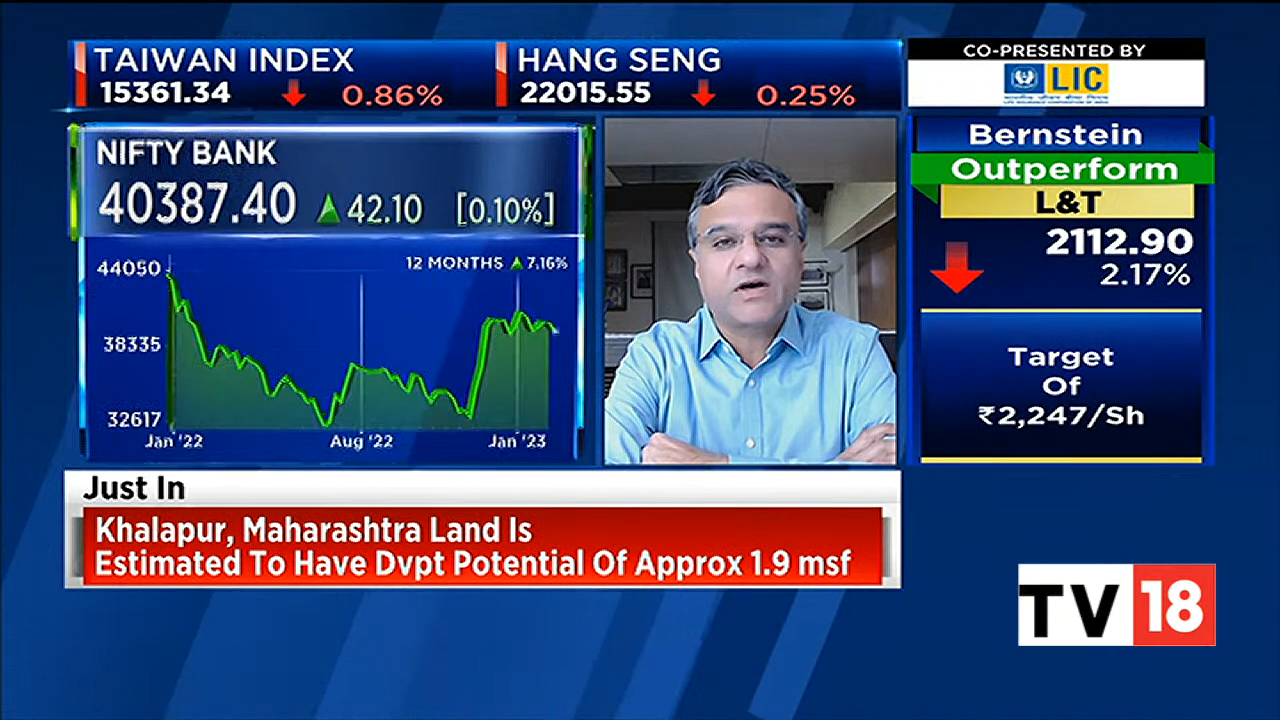 TAIWAN INDEX
15361.34 0.86%
HANG SENG
22015.55 0.25%
CO-PRESENTED BY
LIC
NIFTY BANK
40387.40 42.10 [0.10%]
12 MONTHS 7.16%
44050
38335
32617
Jan '22 Aug '22 Jan '23
Bernstein
Outperform
L&T
2112.90
2.17%
Target
Of
₹2,247/Sh
Just In
Khalapur, Maharashtra Land Is
Estimated To Have Dvpt Potential Of Approx 1.9 msf
TV18